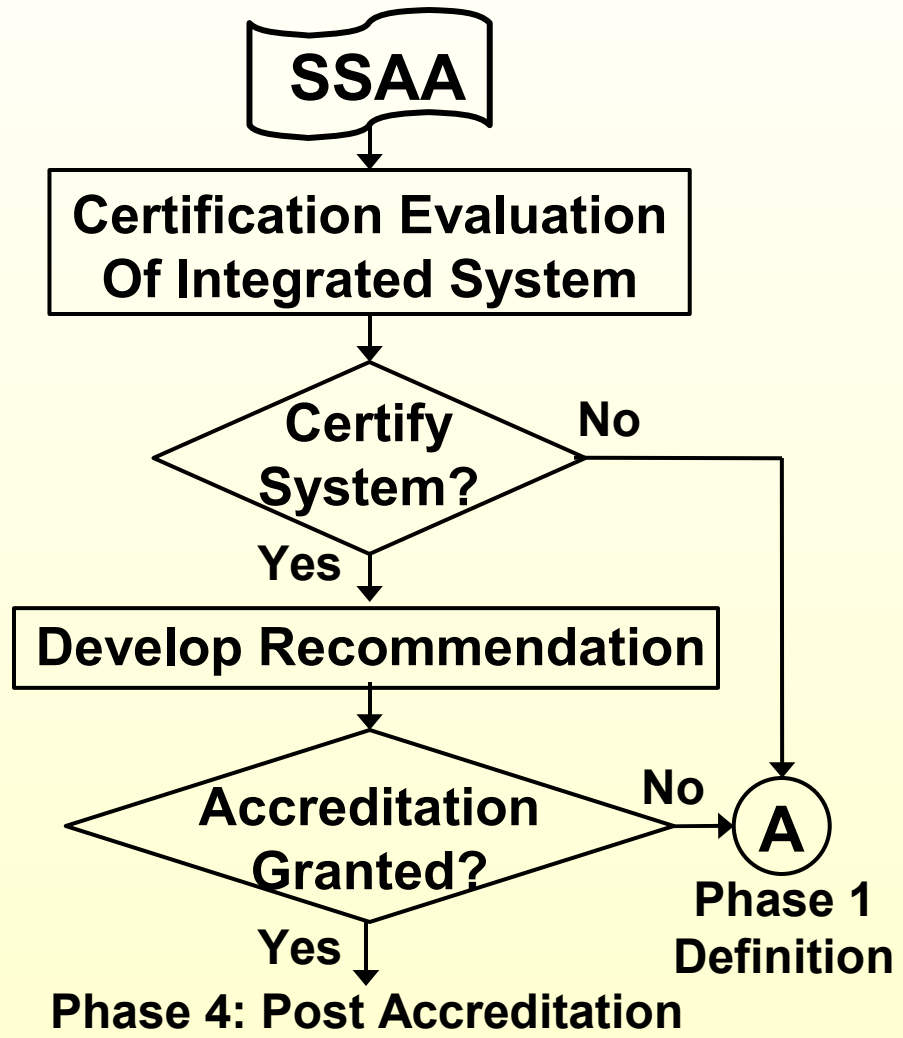 SSAA
Certification Evaluation
Of Integrated System
Certify
System?
No
Yes
Develop Recommendation
Accreditation
Granted?
No
A
Phase 1
Definition
Yes
Phase 4: Post Accreditation